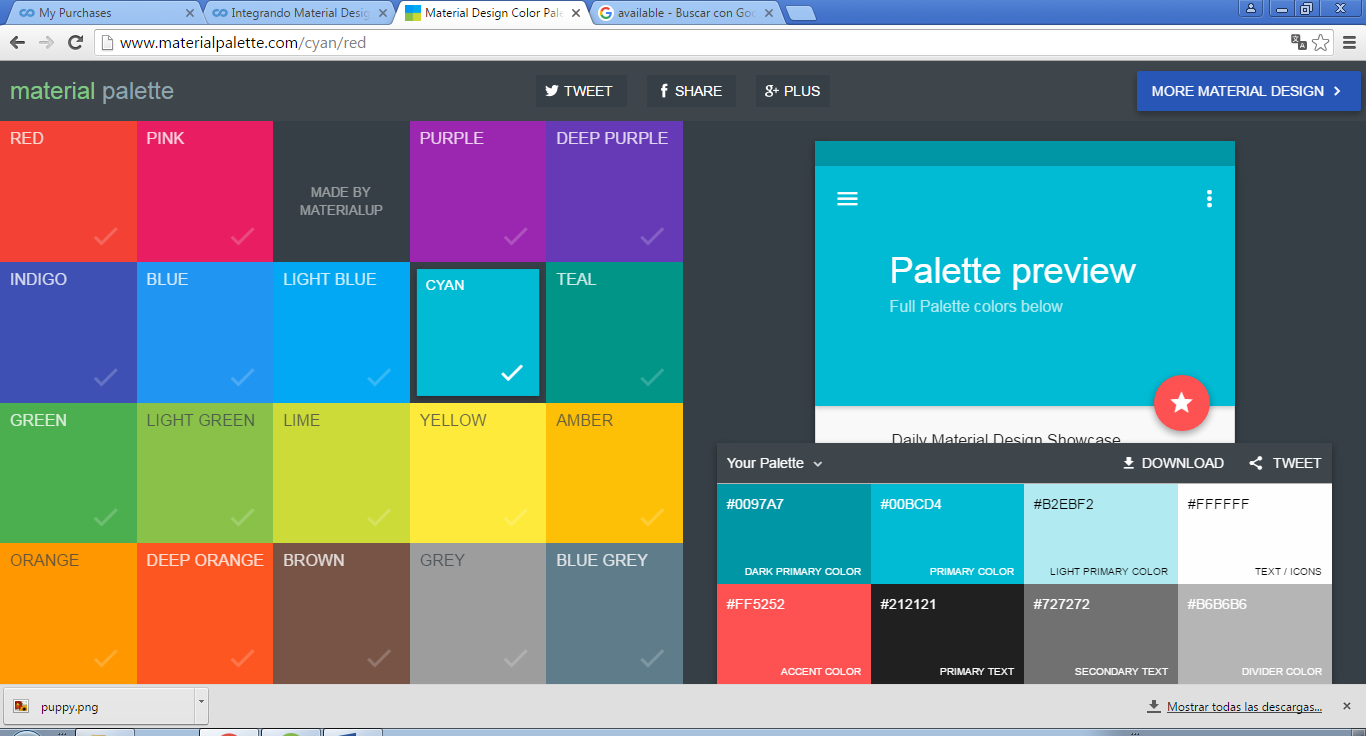 My Purchases
Integrando Material Desig
Material Design Color Pale
available - Buscar con Goo
www.materialpalette.com/cyan/red
material palette
TWEET
SHARE
PLUS
MORE MATERIAL DESIGN
RED
PINK
MADE BY
MATERIALUP
PURPLE
DEEP PURPLE
INDIGO
BLUE
LIGHT BLUE
CYAN
TEAL
GREEN
LIGHT GREEN
LIME
YELLOW
AMBER
ORANGE
DEEP ORANGE
BROWN
GREY
BLUE GREY
Palette preview
Full Palette colors below
Daily Material Design Showcase
Your Palette
DOWNLOAD
TWEET
#0097A7
DARK PRIMARY COLOR
#00BCD4
PRIMARY COLOR
#B2EBF2
LIGHT PRIMARY COLOR
#FFFFFF
TEXT / ICONS
#FF5252
ACCENT COLOR
#212121
PRIMARY TEXT
#727272
SECONDARY TEXT
#B6B6B6
DIVIDER COLOR
puppy.png
Mostrar todas las descargas...